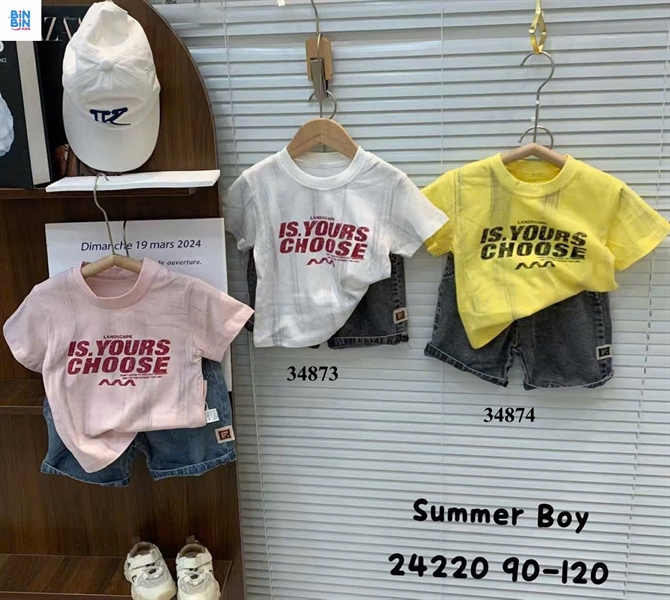 BiN
BiN
Dimanche 19 mars 2024
ouverture.
LANDSCAPE
IS.YOURS
CHOOSE
LANDSCAPE
IS.YOURS
CHOOSE
LANDSCAPE
IS.YOURS
CHOOSE
34873
34874
Summer Boy
24220 90-120